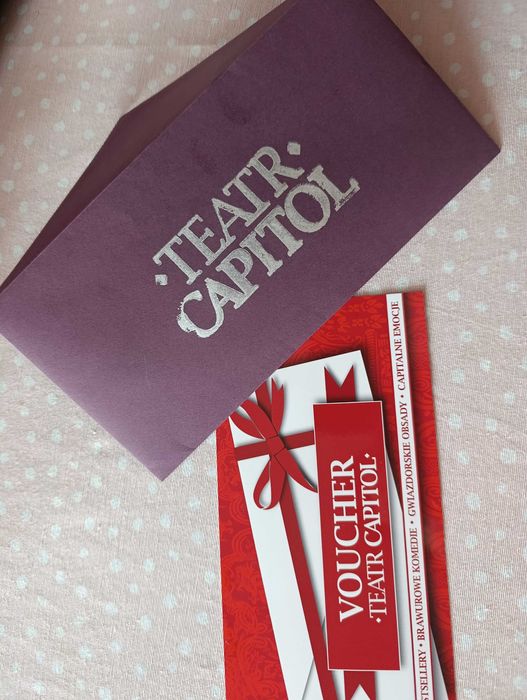 ·TEATR·
CAPITOL
VOUCHER
·TEATR CAPITOL·
BRAWUROWE KOMEDIE • GWIAZDORSKIE OBSADY • CAPITALNE EMOCJE